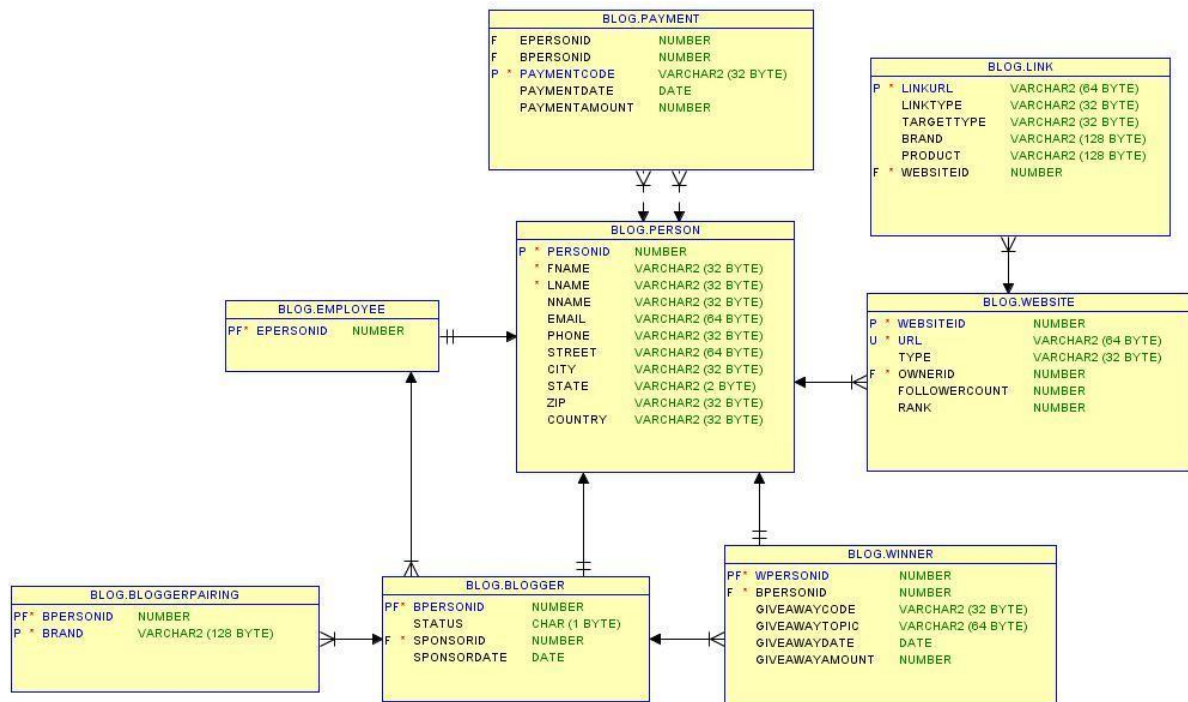 BLOG.PAYMENT
F EPERSONID NUMBER
F BPERSONID NUMBER
P * PAYMENTCODE VARCHAR2 (32 BYTE)
PAYMENTDATE DATE
PAYMENTAMOUNT NUMBER
BLOG.LINK
P * LINKURL VARCHAR2 (64 BYTE)
LINKTYPE VARCHAR2 (32 BYTE)
TARGETTYPE VARCHAR2 (32 BYTE)
BRAND VARCHAR2 (128 BYTE)
PRODUCT VARCHAR2 (128 BYTE)
F * WEBSITEID NUMBER
BLOG.PERSON
P * PERSONID NUMBER
* FNAME VARCHAR2 (32 BYTE)
* LNAME VARCHAR2 (32 BYTE)
NNAME VARCHAR2 (32 BYTE)
EMAIL VARCHAR2 (64 BYTE)
PHONE VARCHAR2 (32 BYTE)
STREET VARCHAR2 (64 BYTE)
CITY VARCHAR2 (32 BYTE)
STATE VARCHAR2 (2 BYTE)
ZIP VARCHAR2 (32 BYTE)
COUNTRY VARCHAR2 (32 BYTE)
BLOG.EMPLOYEE
PF* EPERSONID NUMBER
BLOG.WEBSITE
P * WEBSITEID NUMBER
U * URL VARCHAR2 (64 BYTE)
TYPE VARCHAR2 (32 BYTE)
F * OWNERID NUMBER
FOLLOWERCOUNT NUMBER
RANK NUMBER
BLOG.BLOGGERPAIRING
PF* BPERSONID NUMBER
P * BRAND VARCHAR2 (128 BYTE)
BLOG.BLOGGER
PF* BPERSONID NUMBER
STATUS CHAR (1 BYTE)
F * SPONSORID NUMBER
SPONSORDATE DATE
BLOG.WINNER
PF* WPERSONID NUMBER
F * BPERSONID NUMBER
GIVEAWAYCODE VARCHAR2 (32 BYTE)
GIVEAWAYTOPIC VARCHAR2 (64 BYTE)
GIVEAWAYDATE DATE
GIVEAWAYAMOUNT NUMBER